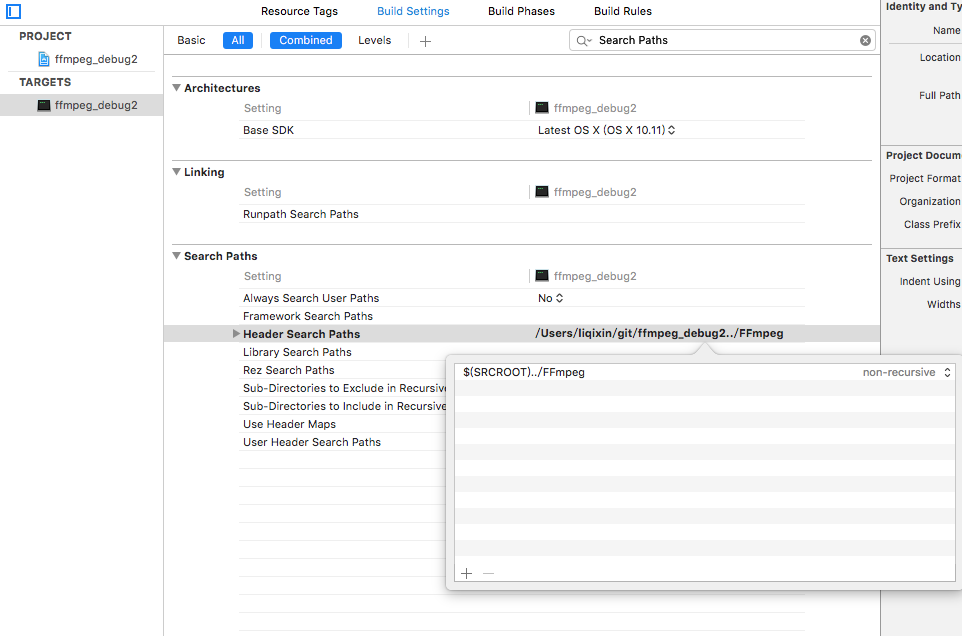 Resource Tags Build Settings Build Phases Build Rules
Identity and Ty
PROJECT
ffmpeg_debug2
TARGETS
ffmpeg_debug2
Basic All Combined Levels + Search Paths
Architectures
Setting ffmpeg_debug2
Base SDK Latest OS X (OS X 10.11)
Linking
Setting ffmpeg_debug2
Runpath Search Paths
Search Paths
Setting ffmpeg_debug2
Always Search User Paths No
Framework Search Paths
Header Search Paths /Users/liqixin/git/ffmpeg_debug2../FFmpeg
Library Search Paths
Rez Search Paths
Sub-Directories to Exclude in Recursive
Sub-Directories to Include in Recursive
Use Header Maps
User Header Search Paths
$(SRCROOT)../FFmpeg non-recursive
+ —
Name
Location
Full Path
Project Docum
Project Format
Organization
Class Prefix
Text Settings
Indent Using
Widths